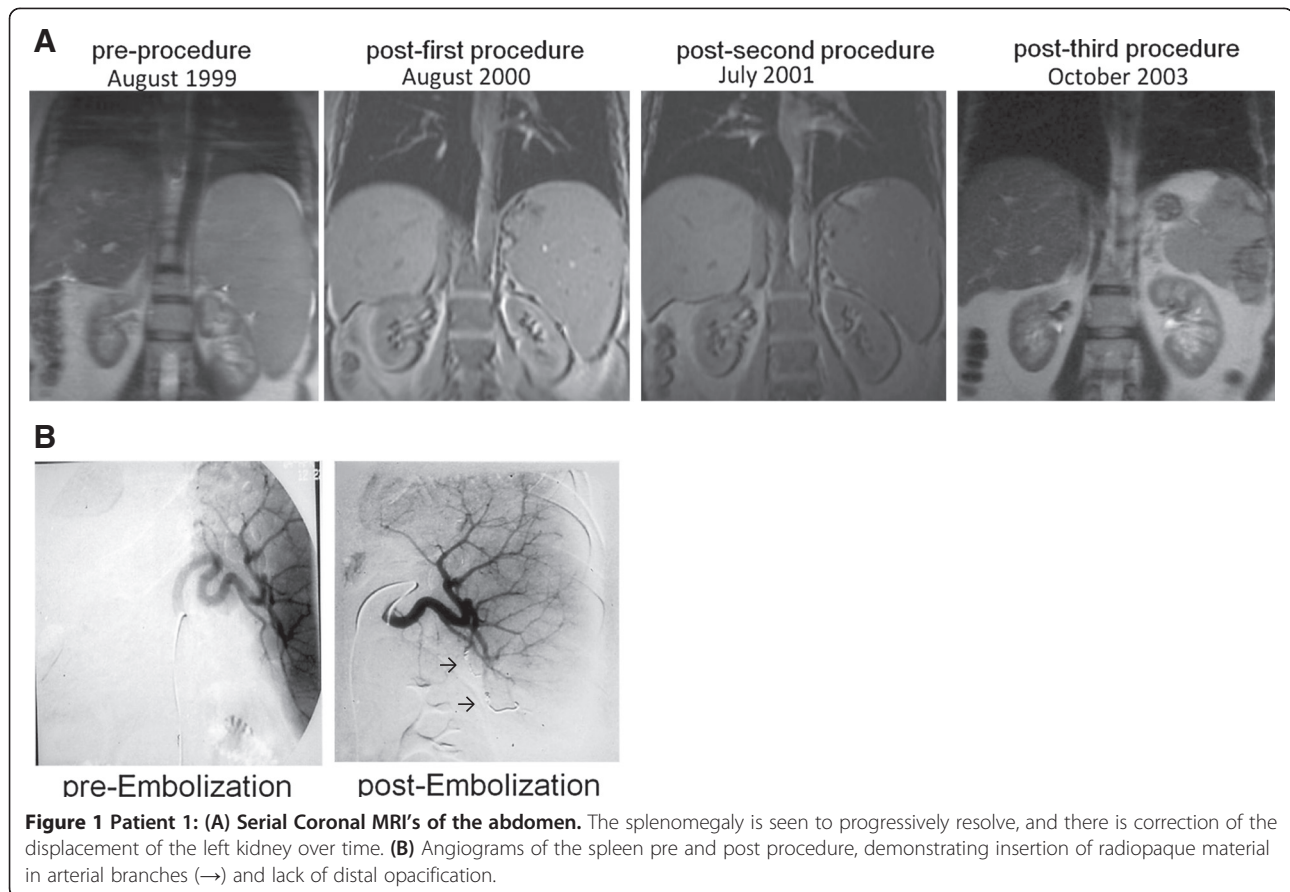 A
pre-procedure
August 1999
post-first procedure
August 2000
post-second procedure
July 2001
post-third procedure
October 2003
B
pre-Embolization
post-Embolization
Figure 1 Patient 1: (A) Serial Coronal MRI's of the abdomen. The splenomegaly is seen to progressively resolve, and there is correction of the
displacement of the left kidney over time. (B) Angiograms of the spleen pre and post procedure, demonstrating insertion of radiopaque material
in arterial branches (→) and lack of distal opacification.